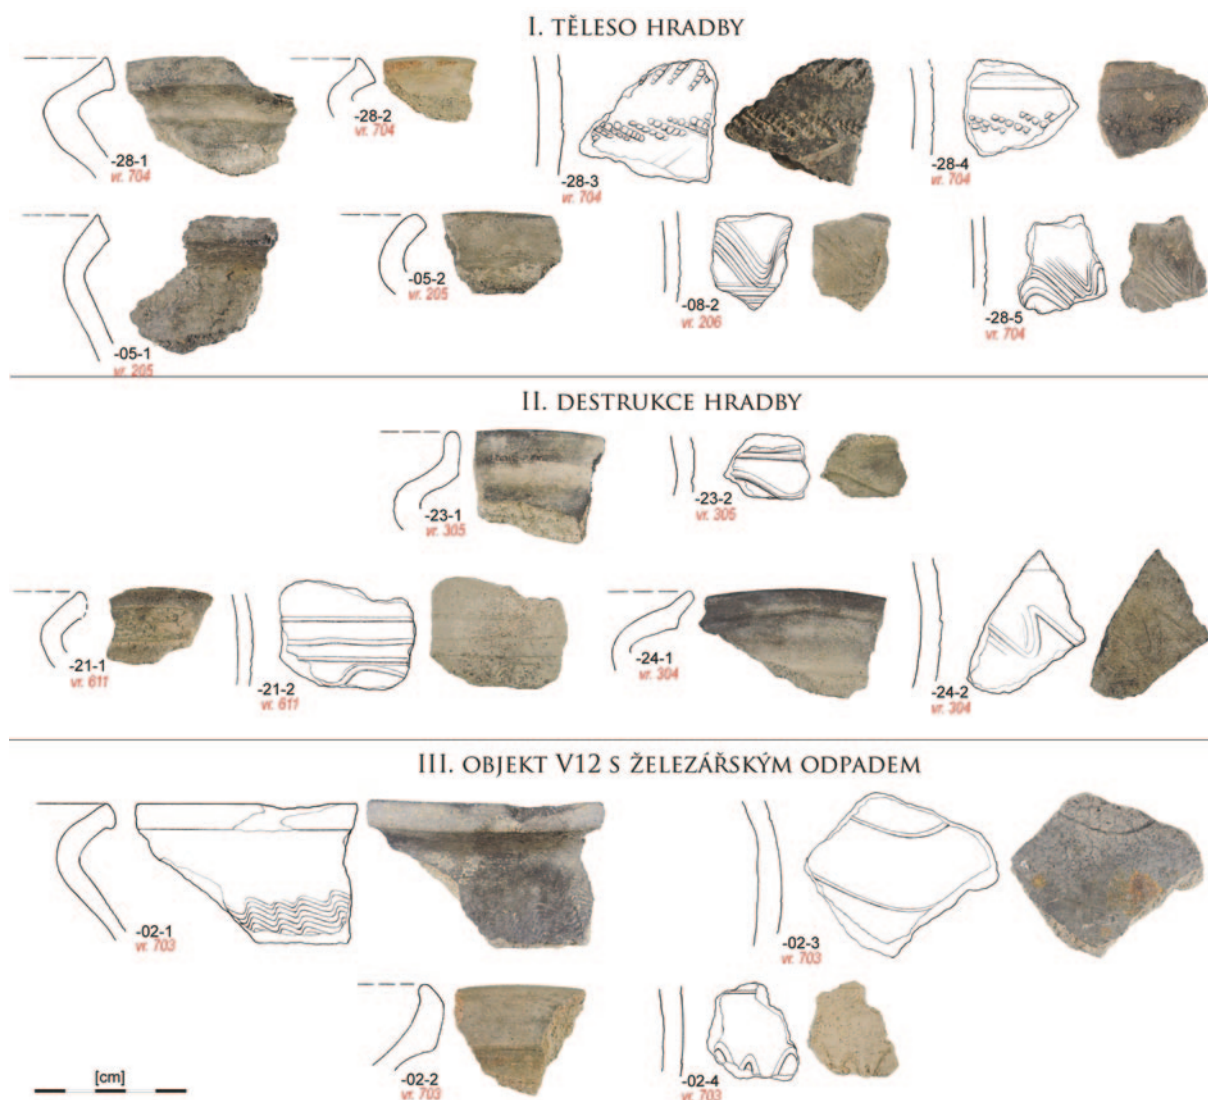 I. TĚLESO HRADBY
-28-1
vr. 704
-28-2
vr. 704
-28-3
vr. 704
-28-4
vr. 704
-05-1
vr. 205
-05-2
vr. 205
-08-2
vr. 206
-28-5
vr. 704
II. DESTRUKCE HRADBY
-23-1
vr. 305
-23-2
vr. 305
-21-1
vr. 611
-21-2
vr. 611
-24-1
vr. 304
-24-2
vr. 304
III. OBJEKT V12 S ŽELEZÁŘSKÝM ODPADEM
-02-1
vr. 703
-02-3
vr. 703
-02-2
vr. 703
-02-4
vr. 703
[cm]